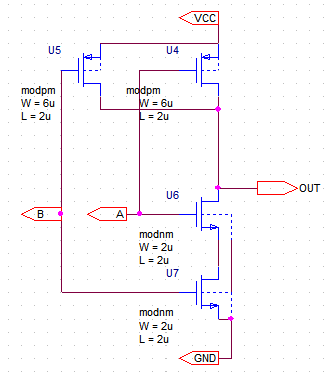 VCC
U5
U4
modpm
W = 6u
L = 2u
modpm
W = 6u
L = 2u
OUT
U6
B
A
modnm
W = 2u
L = 2u
U7
modnm
W = 2u
L = 2u
GND